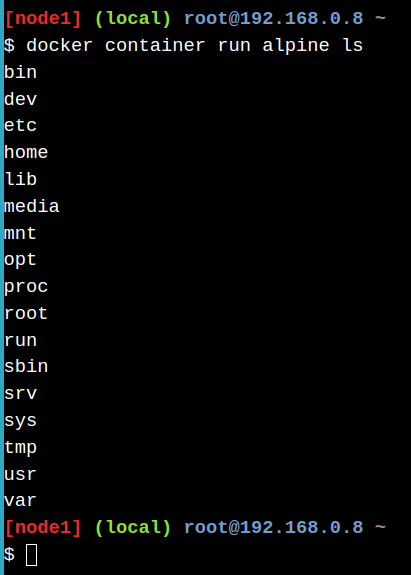 [node1] (local) root@192.168.0.8 ~
$ docker container run alpine ls
bin
dev
etc
home
lib
media
mnt
opt
proc
root
run
sbin
srv
sys
tmp
usr
var
[node1] (local) root@192.168.0.8 ~
$